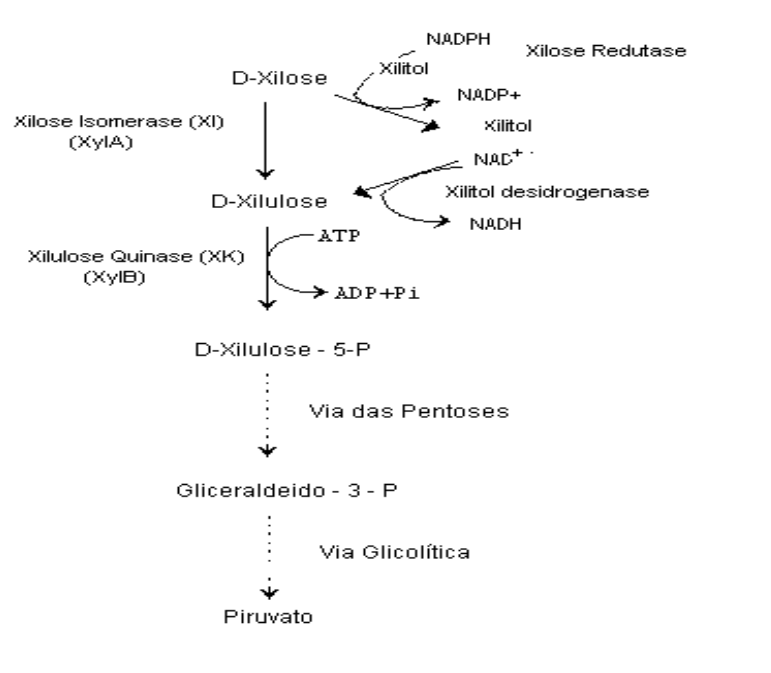 NADPH
Xilose Redutase
Xilitol
D-Xilose
NADP+
Xilose Isomerase (XI)
(XylA)
Xilitol
NAD+
D-Xilulose
Xilitol desidrogenase
NADH
ATP
Xilulose Quinase (XK)
(XylB)
ADP+Pi
D-Xilulose - 5-P
Via das Pentoses
Gliceraldeido - 3 - P
Via Glicolítica
Piruvato